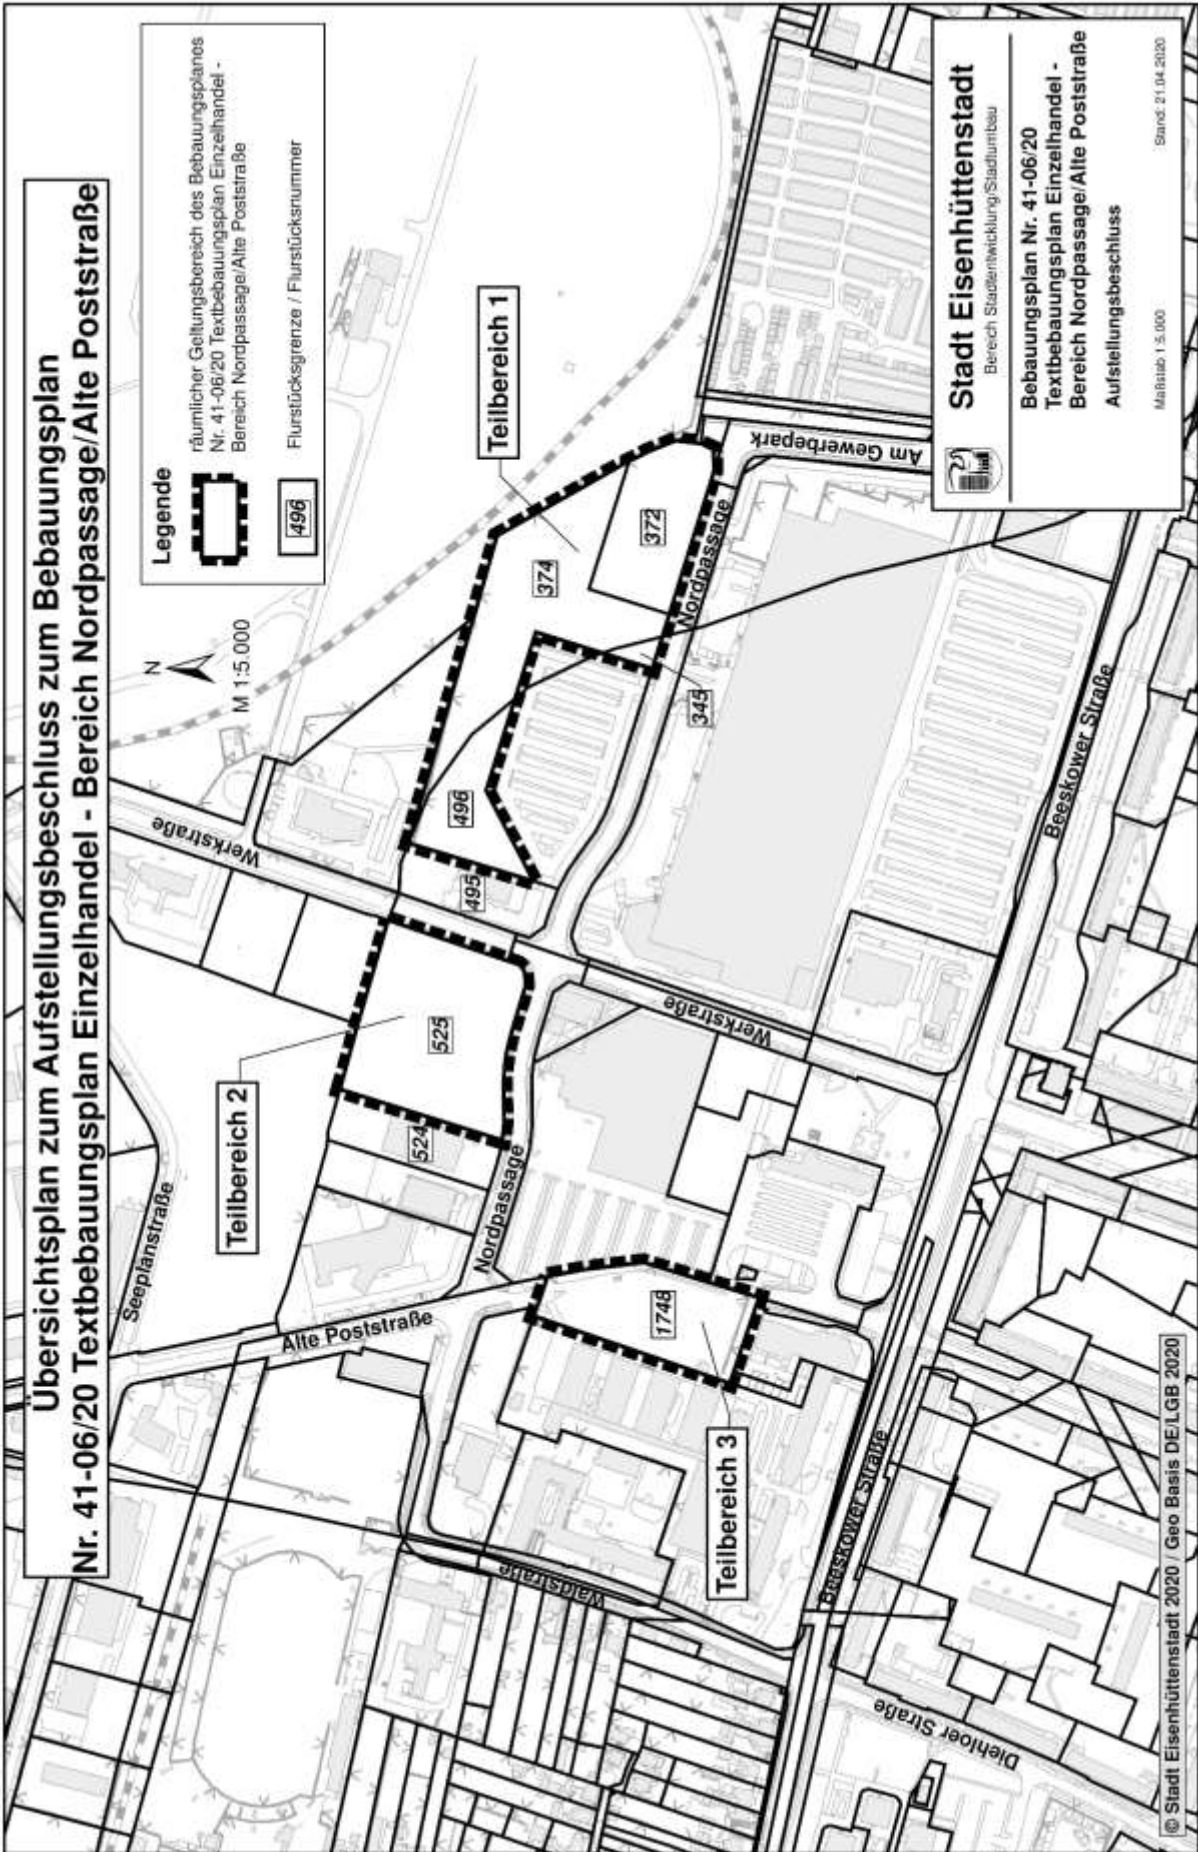 Übersichtsplan zum Aufstellungsbeschluss zum Bebauungsplan
Nr. 41-06/20 Textbebauungsplan Einzelhandel - Bereich Nordpassage/Alte Poststraße
Legende
räumlicher Geltungsbereich des Bebauungsplanes
Nr. 41-06/20 Textbebauungsplan Einzelhandel -
Bereich Nordpassage/Alte Poststraße
496
Flurstücksgrenze / Flurstücksnummer
N
M 1:5.000
Seeplanstraße
Werkstraße
Teilbereich 2
Teilbereich 1
Alte Poststraße
524
525
495
496
374
372
345
Nordpassage
Nordpassage
Am Gewerbepark
1748
Teilbereich 3
Werkstraße
Waldstraße
Beeskower Straße
Beeskower Straße
Diehloer Straße
Stadt Eisenhüttenstadt
Bereich Stadtentwicklung/Stadtumbau
Bebauungsplan Nr. 41-06/20
Textbebauungsplan Einzelhandel -
Bereich Nordpassage/Alte Poststraße
Aufstellungsbeschluss
Maßstab 1:5.000
Stand: 21.04.2020
© Stadt Eisenhüttenstadt 2020 / Geo Basis DE/LGB 2020